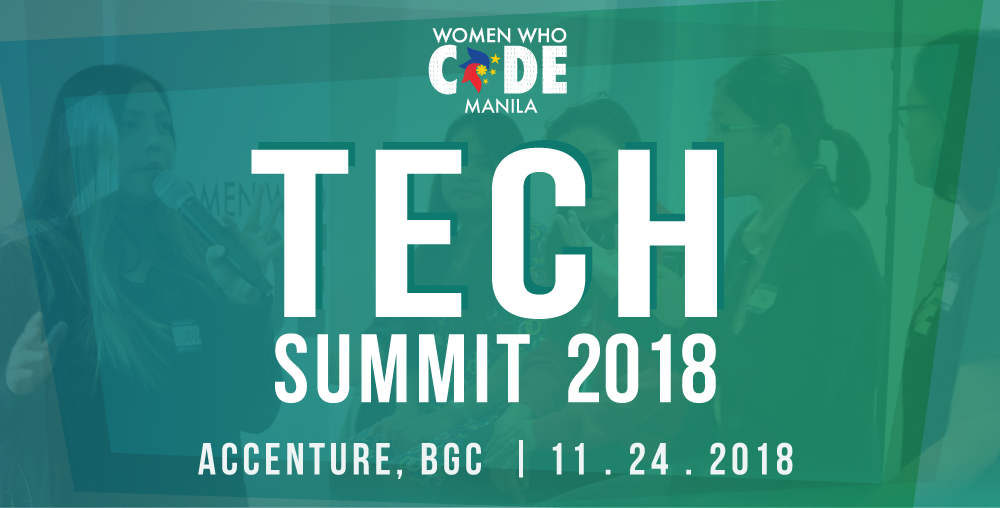 WOMEN WHO
CODE
MANILA
TECH
SUMMIT 2018
ACCENTURE, BGC | 11 . 24 . 2018